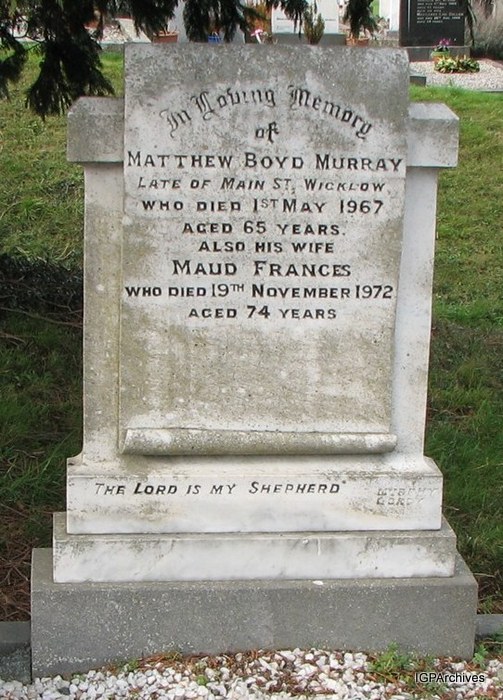 In Loving Memory
of
MATTHEW BOYD MURRAY
LATE OF MAIN ST. WICKLOW
WHO DIED 1ST MAY 1967
AGED 65 YEARS.
ALSO HIS WIFE
MAUD FRANCES
WHO DIED 19TH NOVEMBER 1972
AGED 74 YEARS
THE LORD IS MY SHEPHERD"
IGPArchives